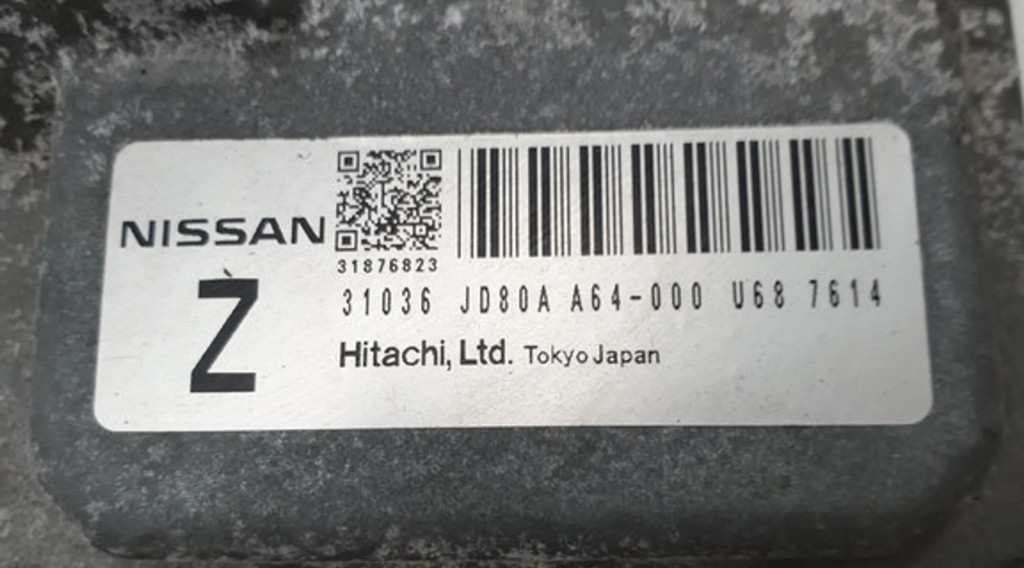 NISSAN
Z
31876823
31036 JD80A A64-000 U68 7614
Hitachi, Ltd. Tokyo Japan